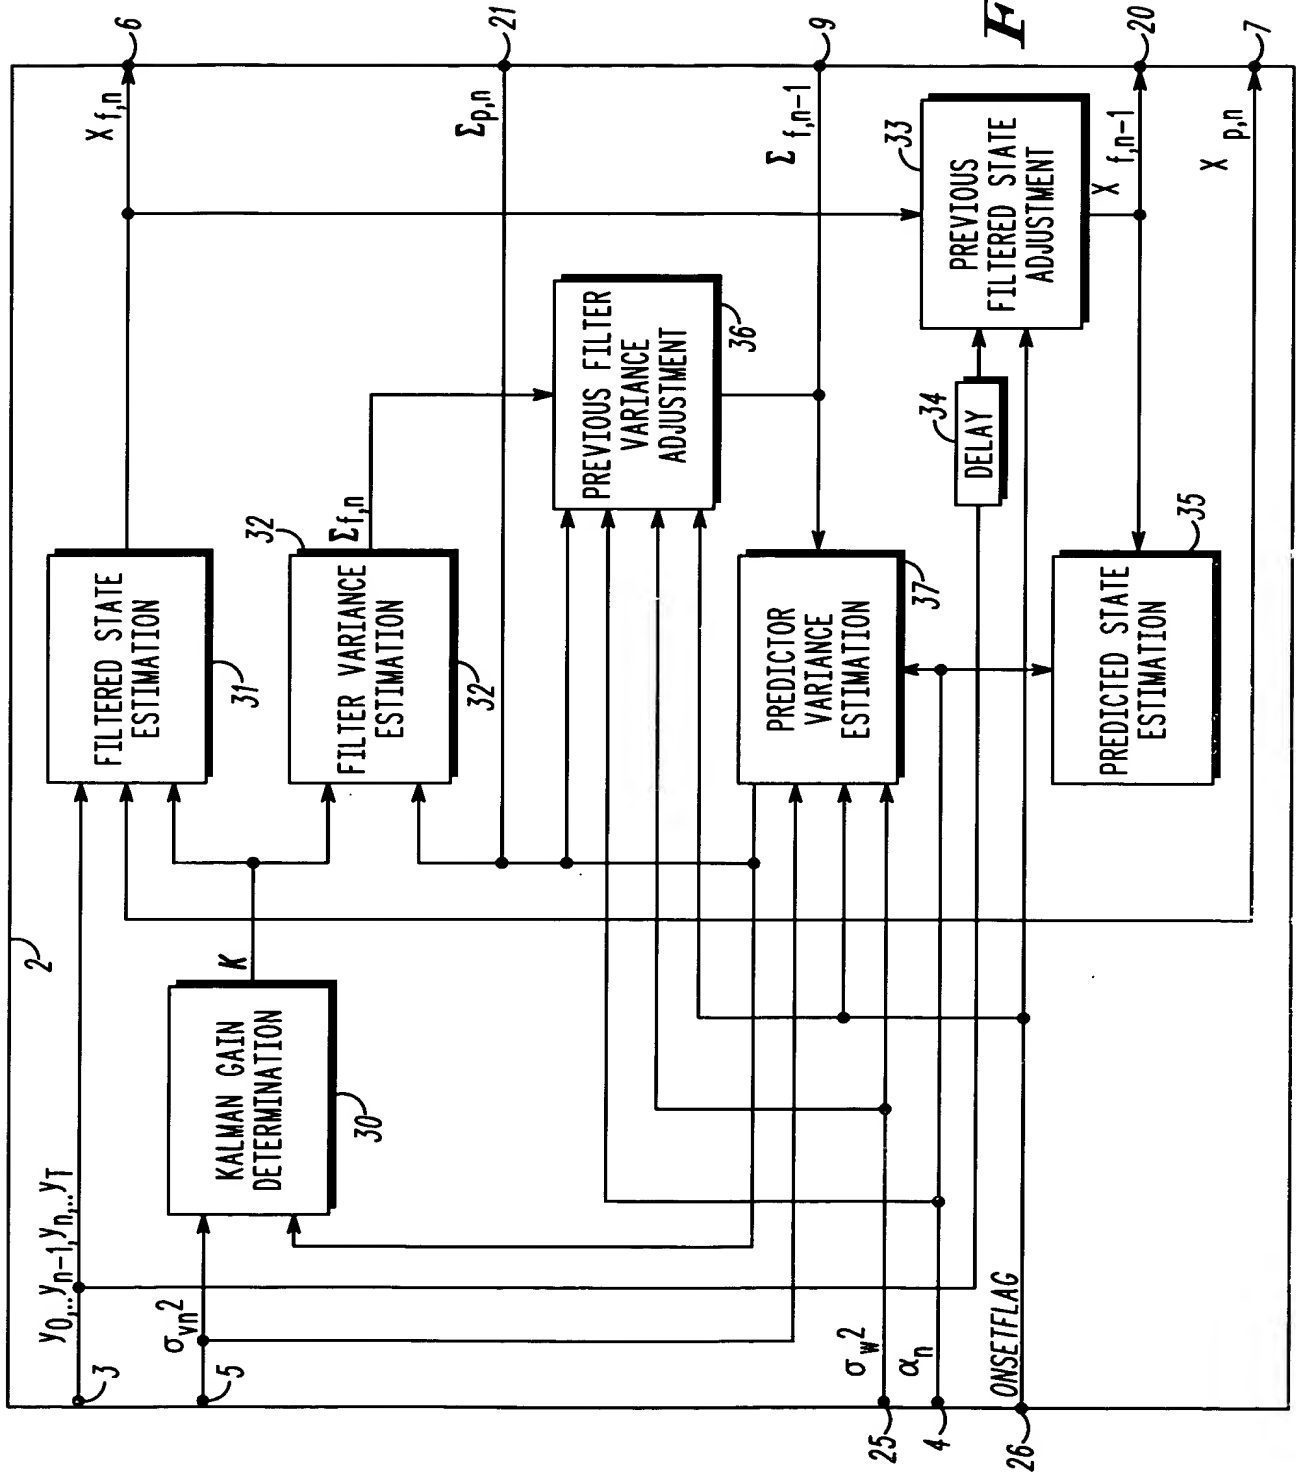 2
y0,..yn-1,yn,..yT
3
σvn2
5
σw2
25
αn
4
ONSETFLAG
26
KALMAN GAIN
DETERMINATION
30
K
FILTERED STATE
ESTIMATION
31
FILTER VARIANCE
ESTIMATION
32
32
Σf,n
PREVIOUS FILTER
VARIANCE
ADJUSTMENT
36
PREDICTOR
VARIANCE
ESTIMATION
37
DELAY
34
PREVIOUS
FILTERED STATE
ADJUSTMENT
33
PREDICTED STATE
ESTIMATION
35
Xf,n
6
Σp,n
21
Σf,n-1
9
Xf,n-1
20
Xp,n
7
F